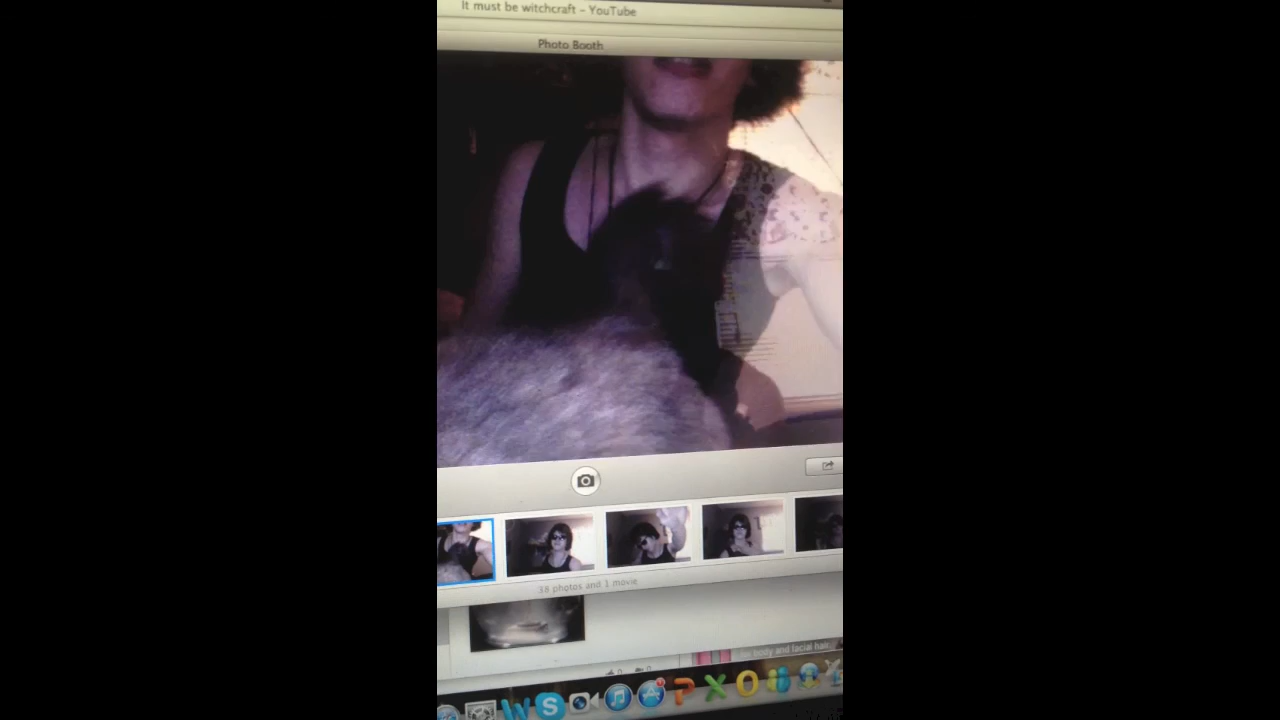 It must be witchcraft - YouTube
Photo Booth
38 photos and 1 movie
for body and facial hair
W
S
P
X
O